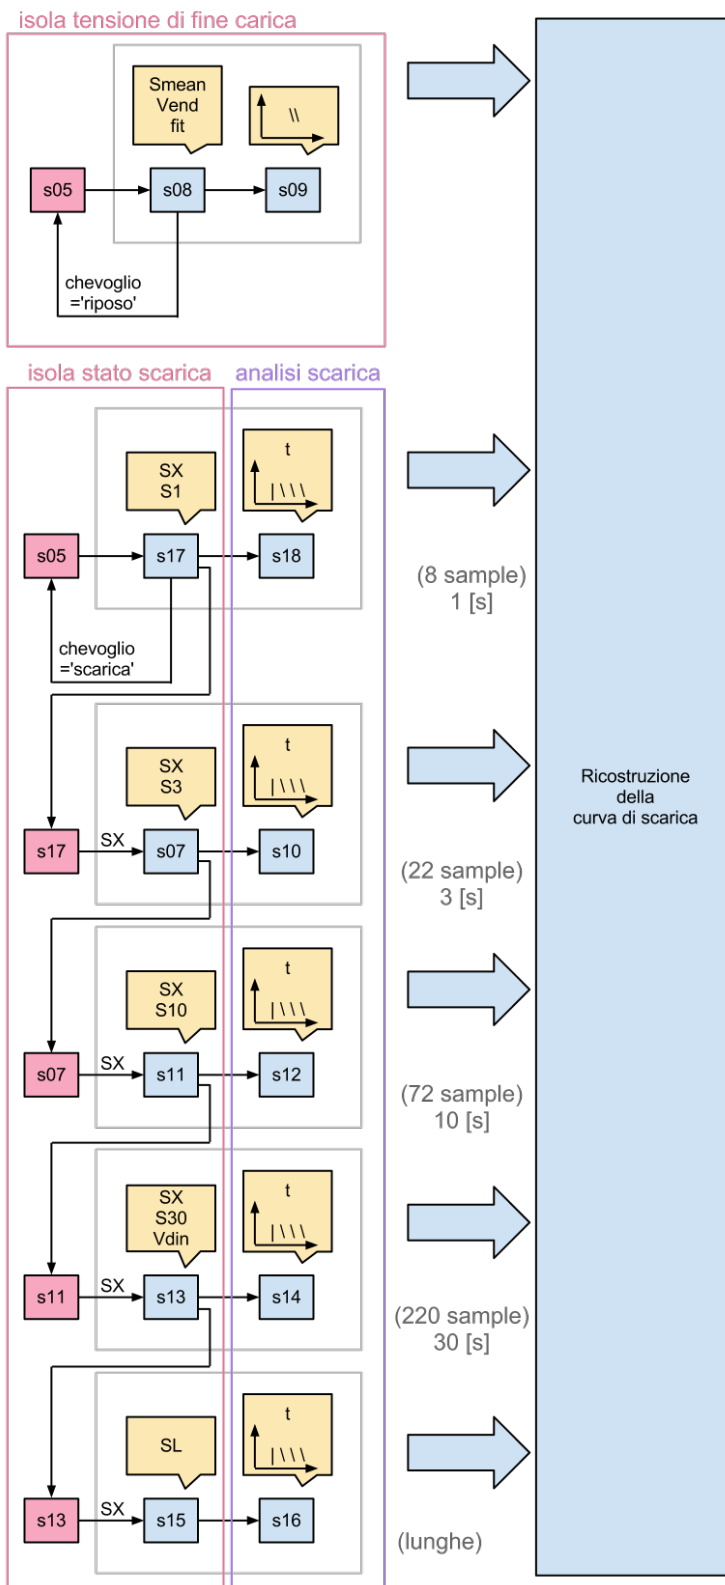 isola tensione di fine carica
Smean
Vend
fit
\\
s05
s08
s09
chevoglio
='riposo'
isola stato scarica
analisi scarica
SX
S1
t
| \ \ \
s05
s17
s18
chevoglio
='scarica'
(8 sample)
1 [s]
SX
S3
t
| \ \ \
s17
SX
s07
s10
(22 sample)
3 [s]
Ricostruzione
della
curva di scarica
SX
S10
t
| \ \ \
s07
SX
s11
s12
(72 sample)
10 [s]
SX
S30
Vdin
t
| \ \ \
s11
SX
s13
s14
(220 sample)
30 [s]
SL
t
| \ \ \
s13
SX
s15
s16
(lunghe)